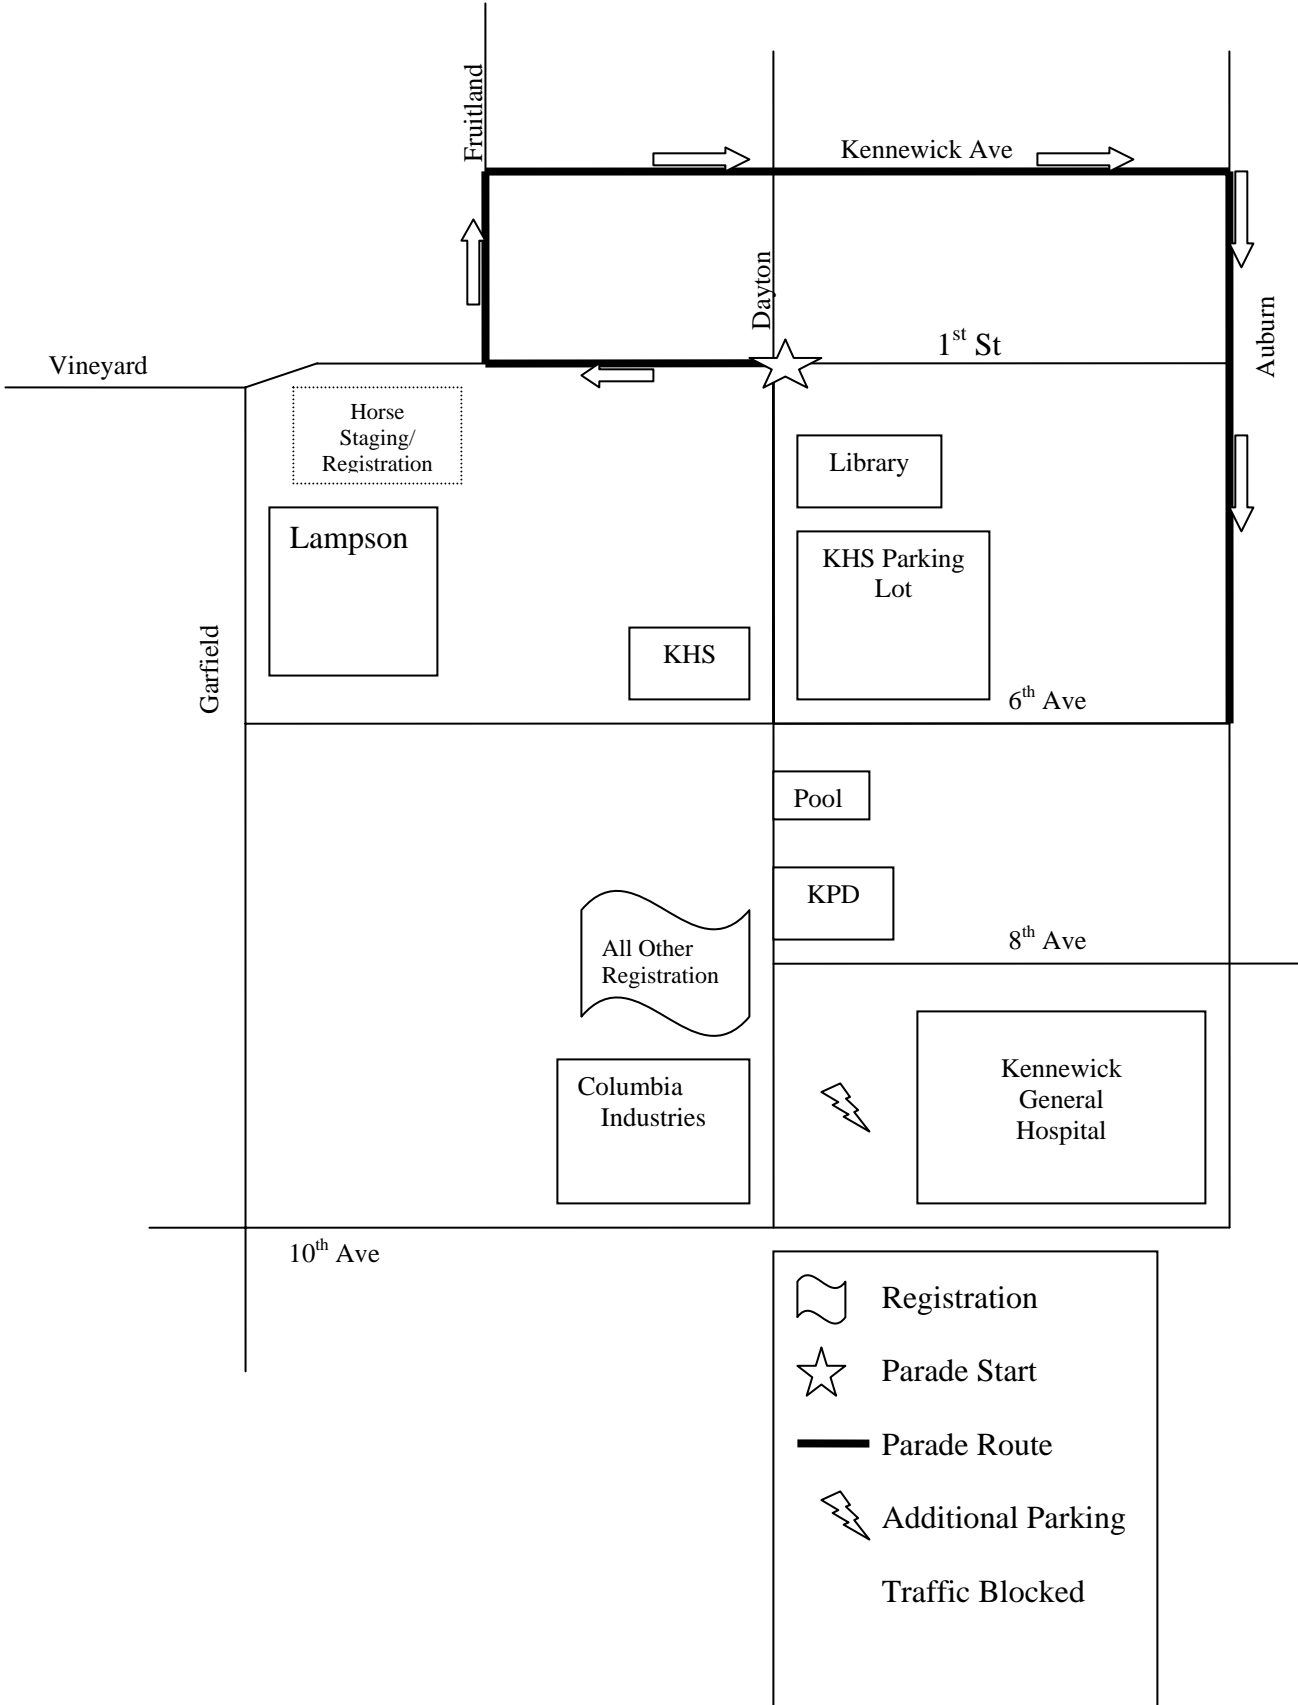 Fruitland
Kennewick Ave
Dayton
Auburn
1st St
Vineyard
Horse
Staging/
Registration
Library
Lampson
KHS Parking
Lot
Garfield
KHS
6th Ave
Pool
KPD
All Other
Registration
8th Ave
Columbia
Industries
Kennewick
General
Hospital
10th Ave
Registration
Parade Start
Parade Route
Additional Parking
Traffic Blocked